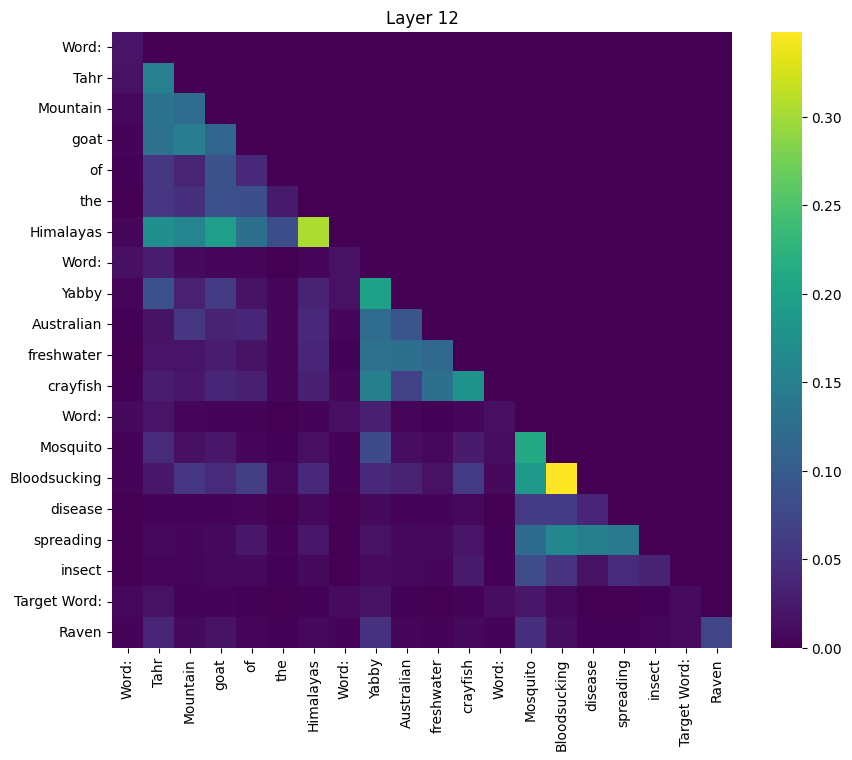 Layer 12
Word:
Tahr
Mountain
goat
of
the
Himalayas
Word:
Yabby
Australian
freshwater
crayfish
Word:
Mosquito
Bloodsucking
disease
spreading
insect
Target Word:
Raven
0.30
0.25
0.20
0.15
0.10
0.05
0.00
Word:
Tahr
Mountain
goat
of
the
Himalayas
Word:
Yabby
Australian
freshwater
crayfish
Word:
Mosquito
Bloodsucking
disease
spreading
insect
Target Word:
Raven